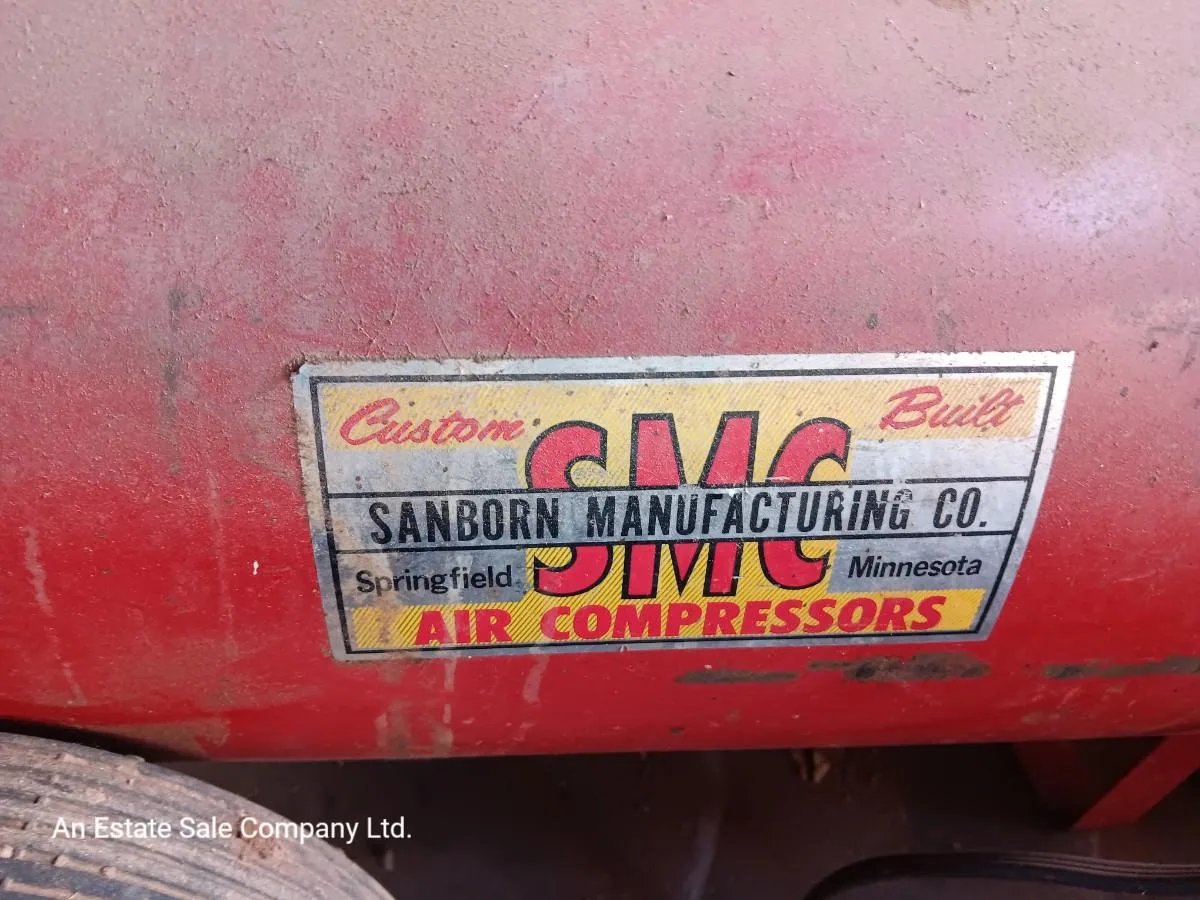 Custom Built
SMC
SANBORN MANUFACTURING CO.
Springfield Minnesota
AIR COMPRESSORS
An Estate Sale Company Ltd.